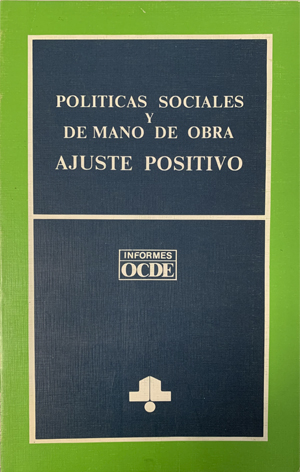 POLITICAS SOCIALES
Y
DE MANO DE OBRA
AJUSTE POSITIVO
INFORMES
OCDE